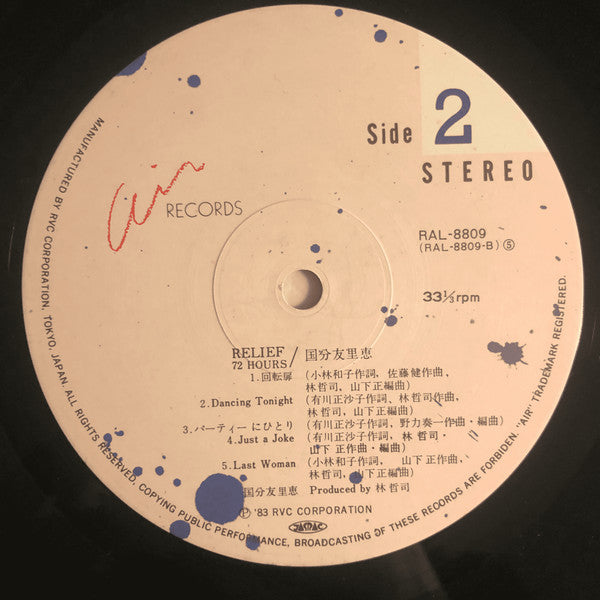 Side 2
STEREO
Air RECORDS
RAL-8809
(RAL-8809-B) Ⓢ
33⅓rpm
RELIEF / 国分友里恵
72 HOURS
1.回転扉 (小林和子作詞、佐藤健作曲、
林 哲司、山下正編曲)
2.Dancing Tonight (有川正沙子作詞、林 哲司作曲、
林 哲司、山下正編曲)
3.パーティーにひとり (有川正沙子作詞、野力奏一作曲・編曲)
4.Just a Joke (有川正沙子作詞、林 哲司・
山下 正作曲・編曲)
5.Last Woman (小林和子作詞、山下 正作曲、
林 哲司、山下正編曲)
国分友里恵 Produced by 林 哲司
Ⓟ '83 RVC CORPORATION
JASRAC
MANUFACTURED BY RVC CORPORATION, TOKYO, JAPAN. ALL RIGHTS RESERVED. COPYING PUBLIC PERFORMANCE, BROADCASTING OF THESE RECORDS ARE FORBIDDEN. "AIR" TRADEMARK REGISTERED.